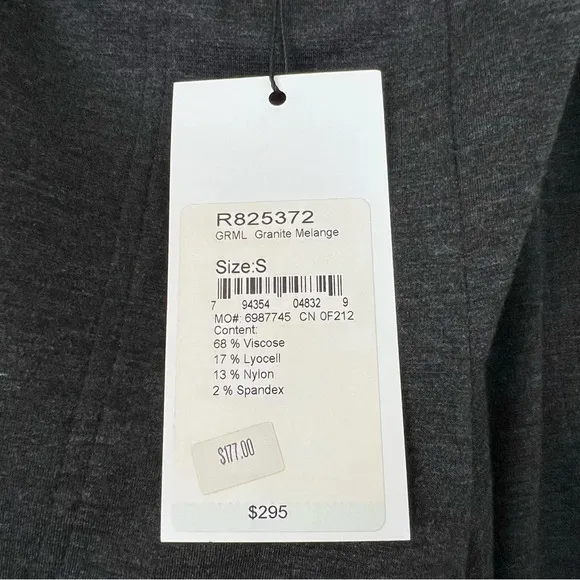 R825372
GRML Granite Melange
Size:S
7 94354 04832 9
MO#: 6987745 CN 0F212
Content:
68 % Viscose
17 % Lyocell
13 % Nylon
2 % Spandex
$177.00
$295